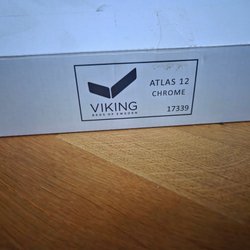 VIKING
BEDS OF SWEDEN
ATLAS 12
CHROME
17339